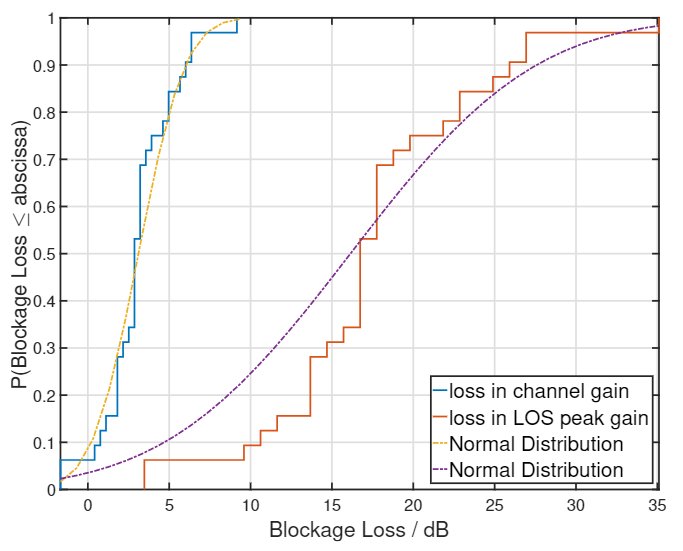 1
0.9
0.8
0.7
0.6
0.5
0.4
0.3
0.2
0.1
0
P(Blockage Loss ≤ abscissa)
loss in channel gain
loss in LOS peak gain
Normal Distribution
Normal Distribution
0 5 10 15 20 25 30 35
Blockage Loss / dB